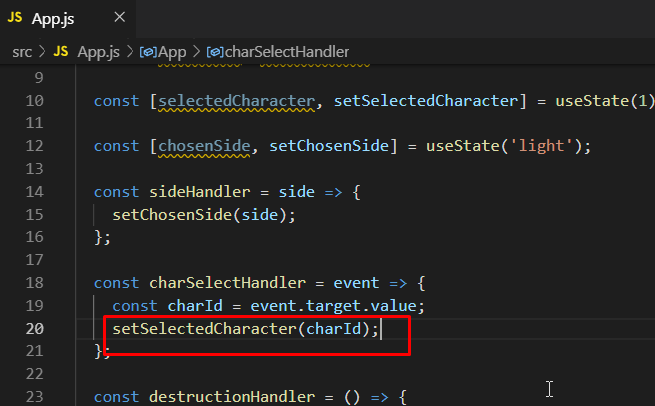 JS App.js ×
src > JS App.js > App > charSelectHandler
9
10 const [selectedCharacter, setSelectedCharacter] = useState(1)
11
12 const [chosenSide, setChosenSide] = useState('light');
13
14 const sideHandler = side => {
15 setChosenSide(side);
16 };
17
18 const charSelectHandler = event => {
19 const charId = event.target.value;
20 setSelectedCharacter(charId);
21 };
22
23 const destructionHandler = () => {